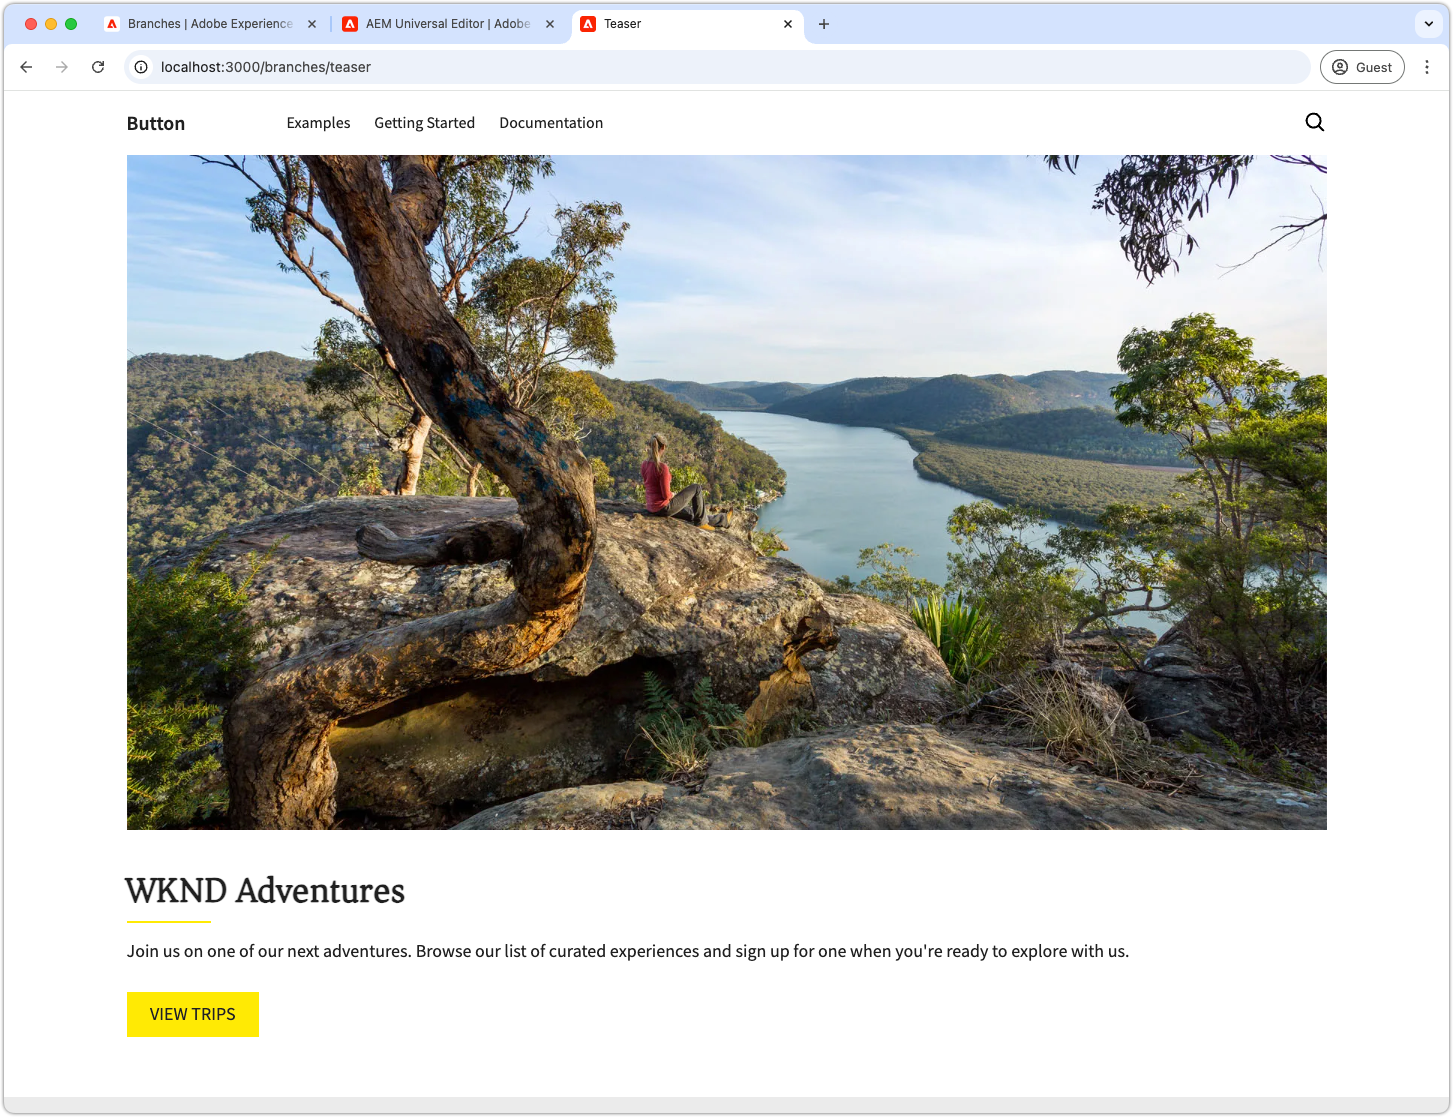 Branches | Adobe Experience
AEM Universal Editor | Adobe
Teaser
localhost:3000/branches/teaser
Guest
Button
Examples
Getting Started
Documentation
WKND Adventures
Join us on one of our next adventures. Browse our list of curated experiences and sign up for one when you're ready to explore with us.
VIEW TRIPS